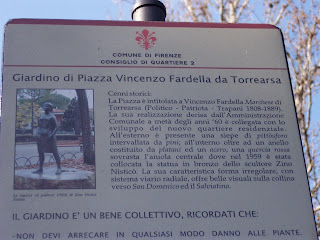 COMUNE DI FIRENZE
CONSIGLIO DI QUARTIERE 2
Giardino di Piazza Vincenzo Fardella da Torrearsa
Cenni storici:
La Piazza è intitolata a Vincenzo Fardella Marchese di
Torrearsa (Politico - Patriota - Trapani 1808-1889).
La sua realizzazione decisa dall'Amministrazione
Comunale a metà degli anni '60 è collegata con lo
sviluppo del nuovo quartiere residenziale.
All'esterno è presente una siepe di pittosforo
intervallata da pini, all'interno oltre ad un anello
costituito da platani e un noro, una quercia rossa
sovrasta l'aiuola centrale dove nel 1989 è stata
collocata la statua in bronzo dello scultore Zino
Nisticò. La sua caratteristica forma irregolare, con
sistema viario radiale, offre belle visuali sulla collina
verso San Domenico ed il Salviatino.
IL GIARDINO E' UN BENE COLLETTIVO, RICORDATI CHE:
-NON DEVI ARRECARE IN QUALSIASI MODO DANNO ALLE PIANTE.